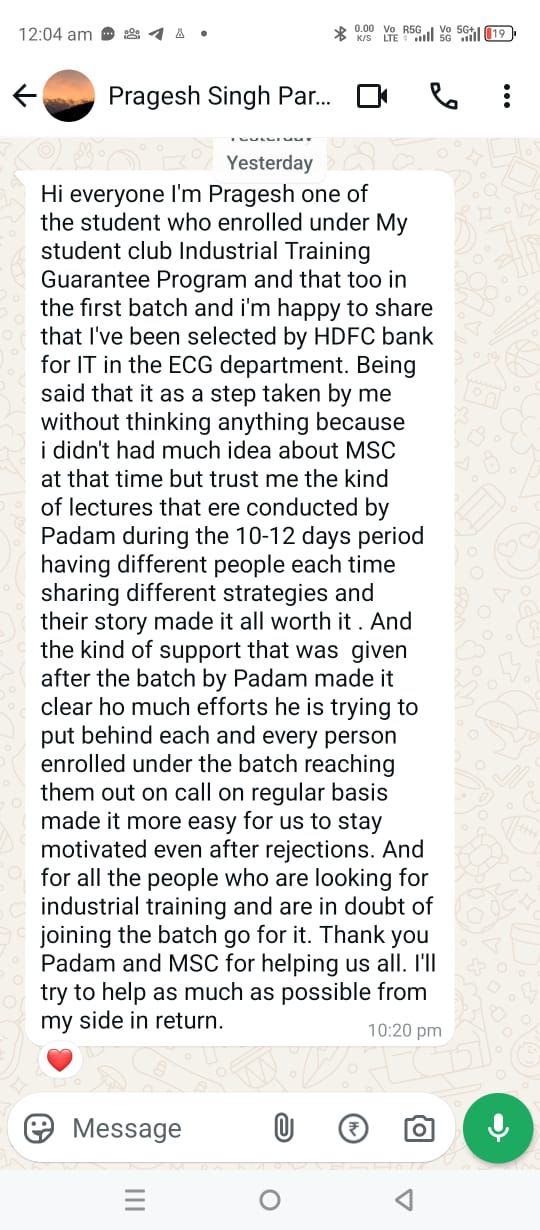 12:04 am
0.00 K/S
Vo LTE
R5G
Vo 5G
5G+
19
Pragesh Singh Par...
Yesterday
Yesterday
Hi everyone I'm Pragesh one of
the student who enrolled under My
student club Industrial Training
Guarantee Program and that too in
the first batch and i'm happy to share
that I've been selected by HDFC bank
for IT in the ECG department. Being
said that it as a step taken by me
without thinking anything because
i didn't had much idea about MSC
at that time but trust me the kind
of lectures that ere conducted by
Padam during the 10-12 days period
having different people each time
sharing different strategies and
their story made it all worth it . And
the kind of support that was  given
after the batch by Padam made it
clear ho much efforts he is trying to
put behind each and every person
enrolled under the batch reaching
them out on call on regular basis
made it more easy for us to stay
motivated even after rejections. And
for all the people who are looking for
industrial training and are in doubt of
joining the batch go for it. Thank you
Padam and MSC for helping us all. I'll
try to help as much as possible from
my side in return.
10:20 pm
Message